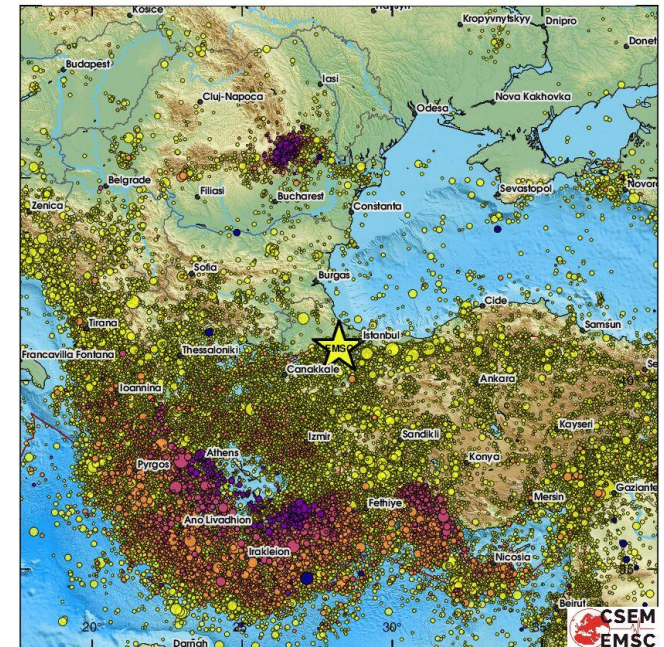 Kosice
Kropyvnytskyy
Dnipro
Donet
Budapest
Iasi
Cluj-Napoca
Nova Kakhovka
Odesa
Belgrade
Filiasi
Bucharest
Sevastopol
Novoro
Zenica
Constanta
Sofia
Burgas
Cide
Tirana
Istanbul
Samsun
EMSC
Francavilla Fontana
Thessaloniki
Canakkale
Ankara
Ioannina
Kayseri
Izmir
Sandikli
Athens
Konya
Pyrgos
Gaziante
Fethiye
Mersin
Ano Livadhion
Irakleion
Nicosia
Beirut
20°
25
30°
Darnah
CSEM
EMSC